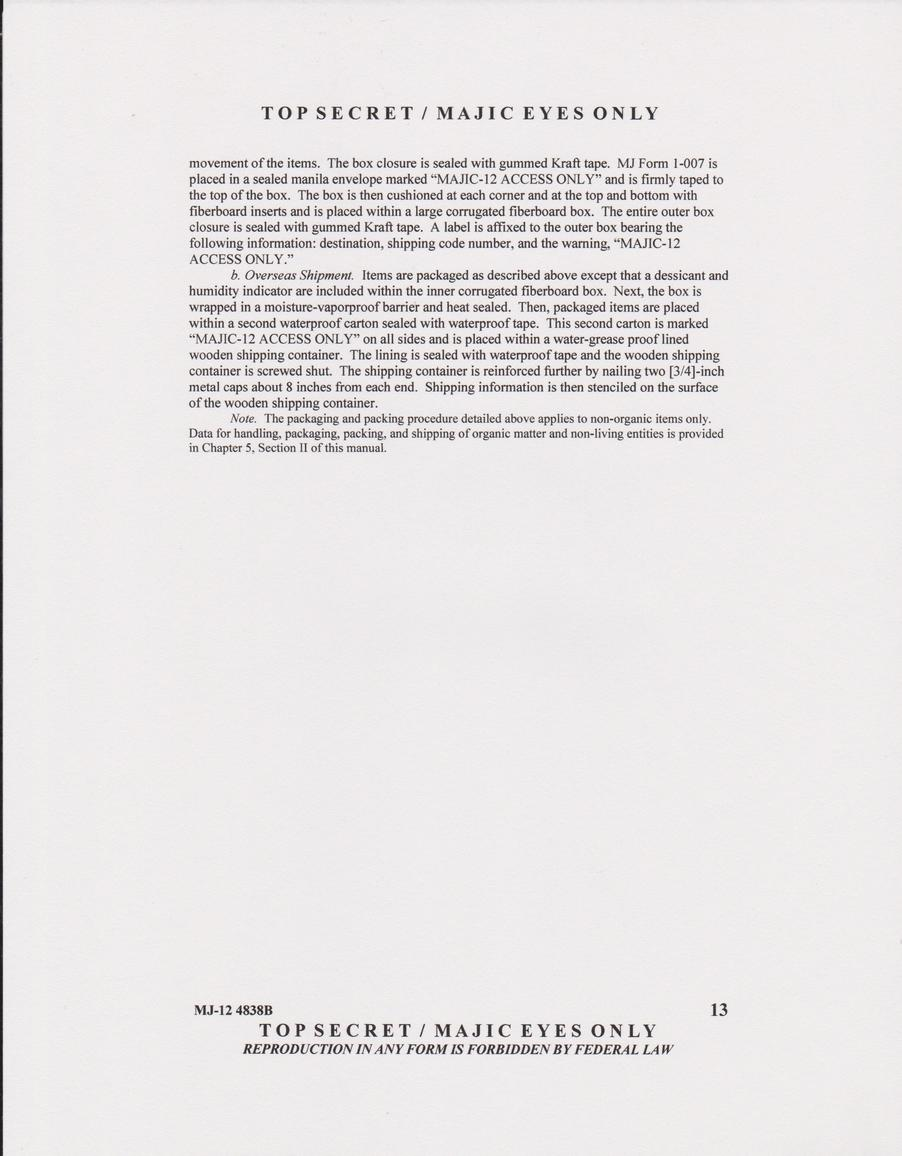 TOP SECRET / MAJIC EYES ONLY
movement of the items. The box closure is sealed with gummed Kraft tape. MJ Form 1-007 is
placed in a sealed manila envelope marked “MAJIC-12 ACCESS ONLY” and is firmly taped to
the top of the box. The box is then cushioned at each corner and at the top and bottom with
fiberboard inserts and is placed within a large corrugated fiberboard box. The entire outer box
closure is sealed with gummed Kraft tape. A label is affixed to the outer box bearing the
following information: destination, shipping code number, and the warning, “MAJIC-12
ACCESS ONLY.”
b. Overseas Shipment. Items are packaged as described above except that a dessicant and
humidity indicator are included within the inner corrugated fiberboard box. Next, the box is
wrapped in a moisture-vaporproof barrier and heat sealed. Then, packaged items are placed
within a second waterproof carton sealed with waterproof tape. This second carton is marked
“MAJIC-12 ACCESS ONLY” on all sides and is placed within a water-grease proof lined
wooden shipping container. The lining is sealed with waterproof tape and the wooden shipping
container is screwed shut. The shipping container is reinforced further by nailing two [3/4]-inch
metal caps about 8 inches from each end. Shipping information is then stenciled on the surface
of the wooden shipping container.
Note. The packaging and packing procedure detailed above applies to non-organic items only.
Data for handling, packaging, packing, and shipping of organic matter and non-living entities is provided
in Chapter 5, Section II of this manual.
MJ-12 4838B 13
TOP SECRET / MAJIC EYES ONLY
REPRODUCTION IN ANY FORM IS FORBIDDEN BY FEDERAL LAW